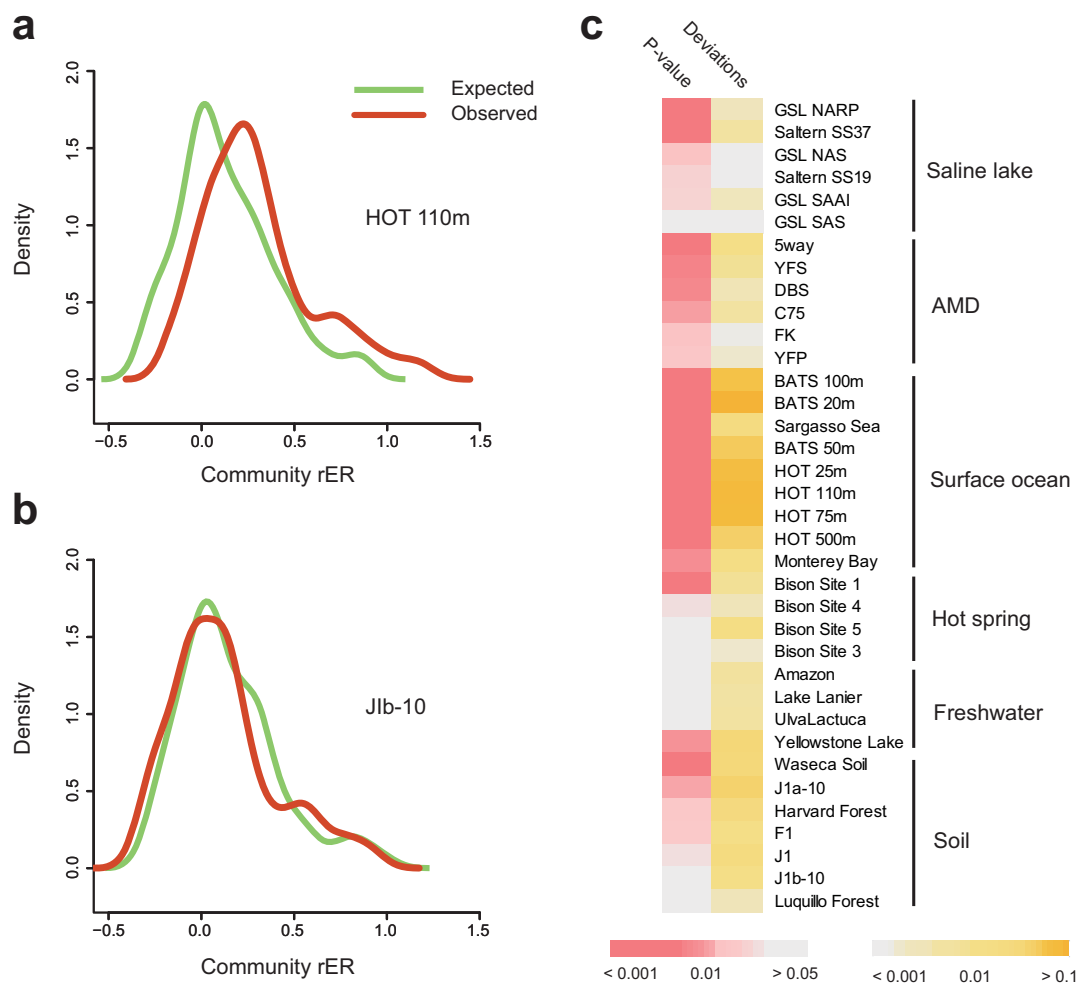 a
2.0
1.5
1.0
0.5
0.0
Density
Expected
Observed
HOT 110m
−0.5
0.0
0.5
1.0
1.5
Community rER
b
2.0
1.5
1.0
0.5
0.0
Density
JIb-10
−0.5
0.0
0.5
1.0
1.5
Community rER
c
P-value
Deviations
GSL NARP
Saltern SS37
GSL NAS
Saltern SS19
GSL SAAI
GSL SAS
Saline lake
5way
YFS
DBS
C75
FK
YFP
AMD
BATS 100m
BATS 20m
Sargasso Sea
BATS 50m
HOT 25m
HOT 110m
HOT 75m
HOT 500m
Monterey Bay
Surface ocean
Bison Site 1
Bison Site 4
Bison Site 5
Bison Site 3
Hot spring
Amazon
Lake Lanier
UlvaLactuca
Yellowstone Lake
Freshwater
Waseca Soil
J1a-10
Harvard Forest
F1
J1
J1b-10
Luquillo Forest
Soil
< 0.001 0.01 > 0.05
< 0.001 0.01 > 0.1